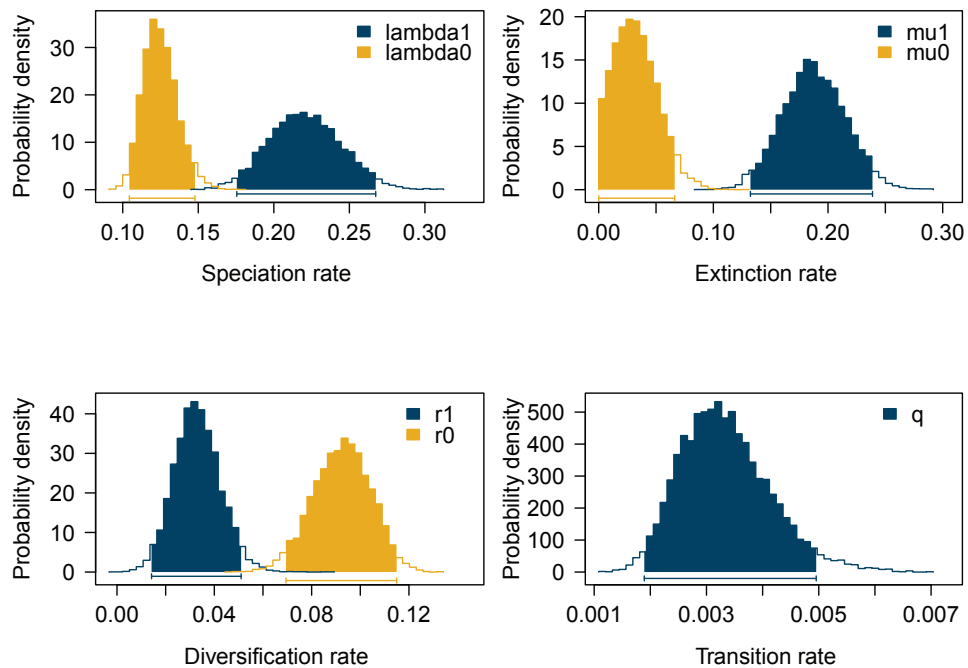 Probability density
30
20
10
0
lambda1
lambda0
0.10 0.15 0.20 0.25 0.30
Speciation rate
Probability density
20
15
10
5
0
mu1
mu0
0.00 0.10 0.20 0.30
Extinction rate
Probability density
40
30
20
10
0
r1
r0
0.00 0.04 0.08 0.12
Diversification rate
Probability density
500
400
300
200
100
0
q
0.001 0.003 0.005 0.007
Transition rate